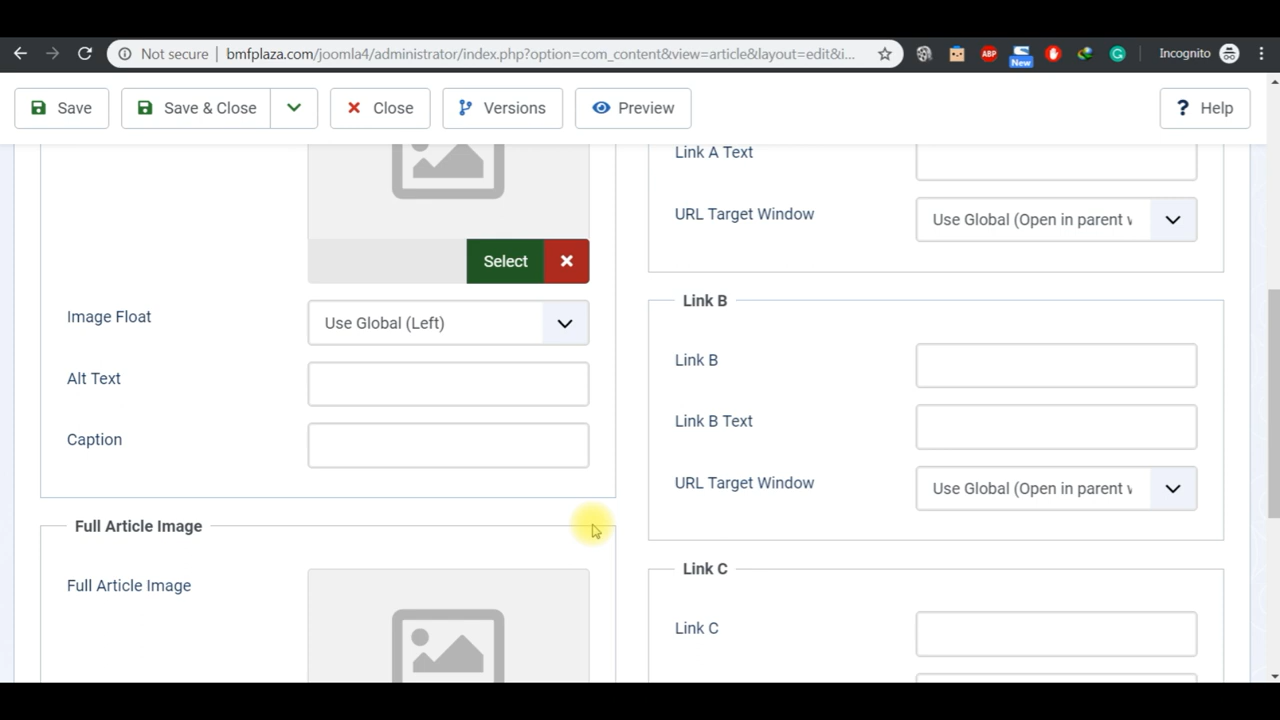 Not secure | bmfplaza.com/joomla4/administrator/index.php?option=com_content&view=article&layout=edit&i...
ABP
New
Incognito
Save
Save & Close
Close
Versions
Preview
? Help
Select
Image Float
Use Global (Left)
Alt Text
Caption
Full Article Image
Full Article Image
Link A Text
URL Target Window
Use Global (Open in parent
Link B
Link B
Link B Text
URL Target Window
Use Global (Open in parent
Link C
Link C